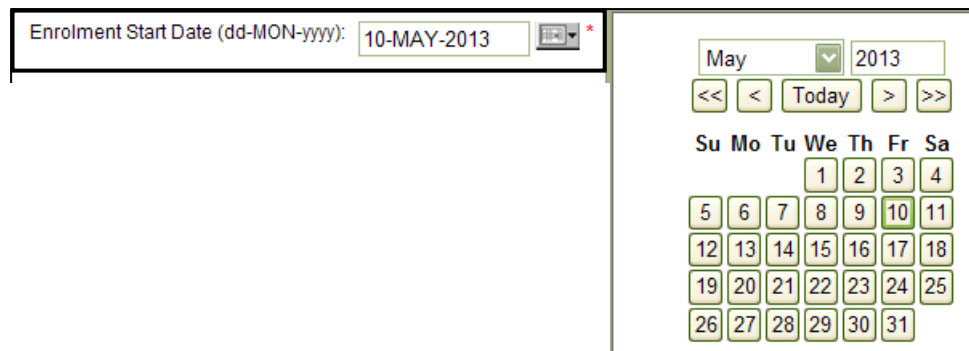 Enrolment Start Date (dd-MON-yyyy): 10-MAY-2013 *
May 2013
<< < Today > >>
Su Mo Tu We Th Fr Sa
1 2 3 4
5 6 7 8 9 10 11
12 13 14 15 16 17 18
19 20 21 22 23 24 25
26 27 28 29 30 31